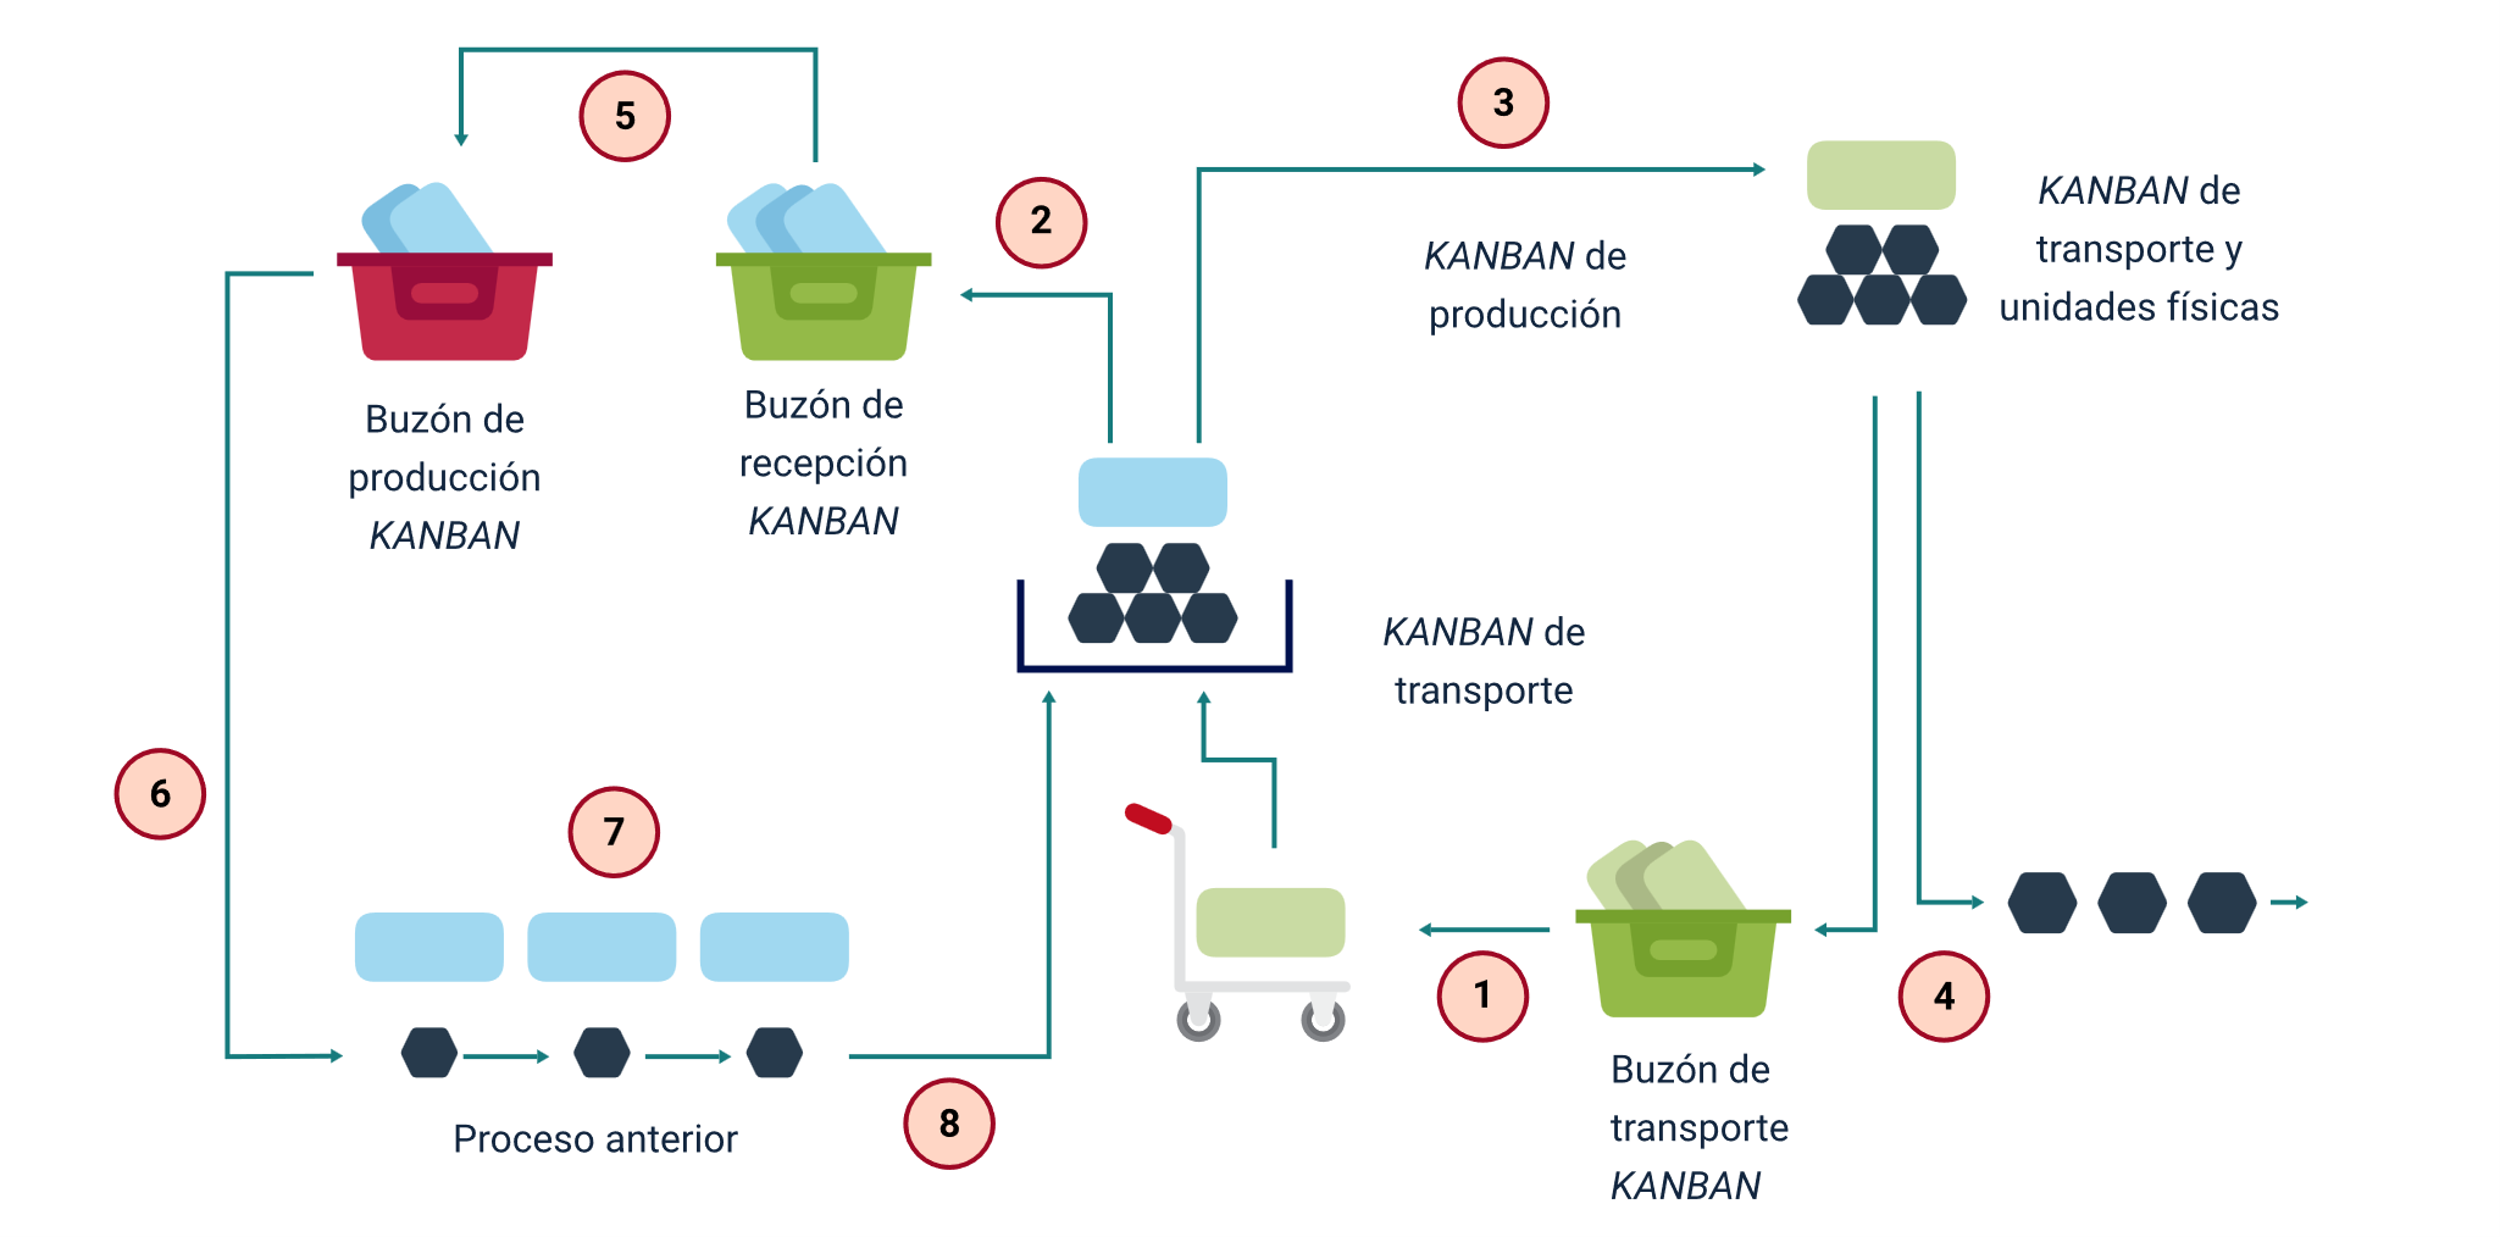 5
3
2
KANBAN de
transporte y
unidades físicas
KANBAN de
producción
Buzón de
producción
KANBAN
Buzón de
recepción
KANBAN
KANBAN de
transporte
6
7
1
4
Buzón de
transporte
KANBAN
Proceso anterior
8